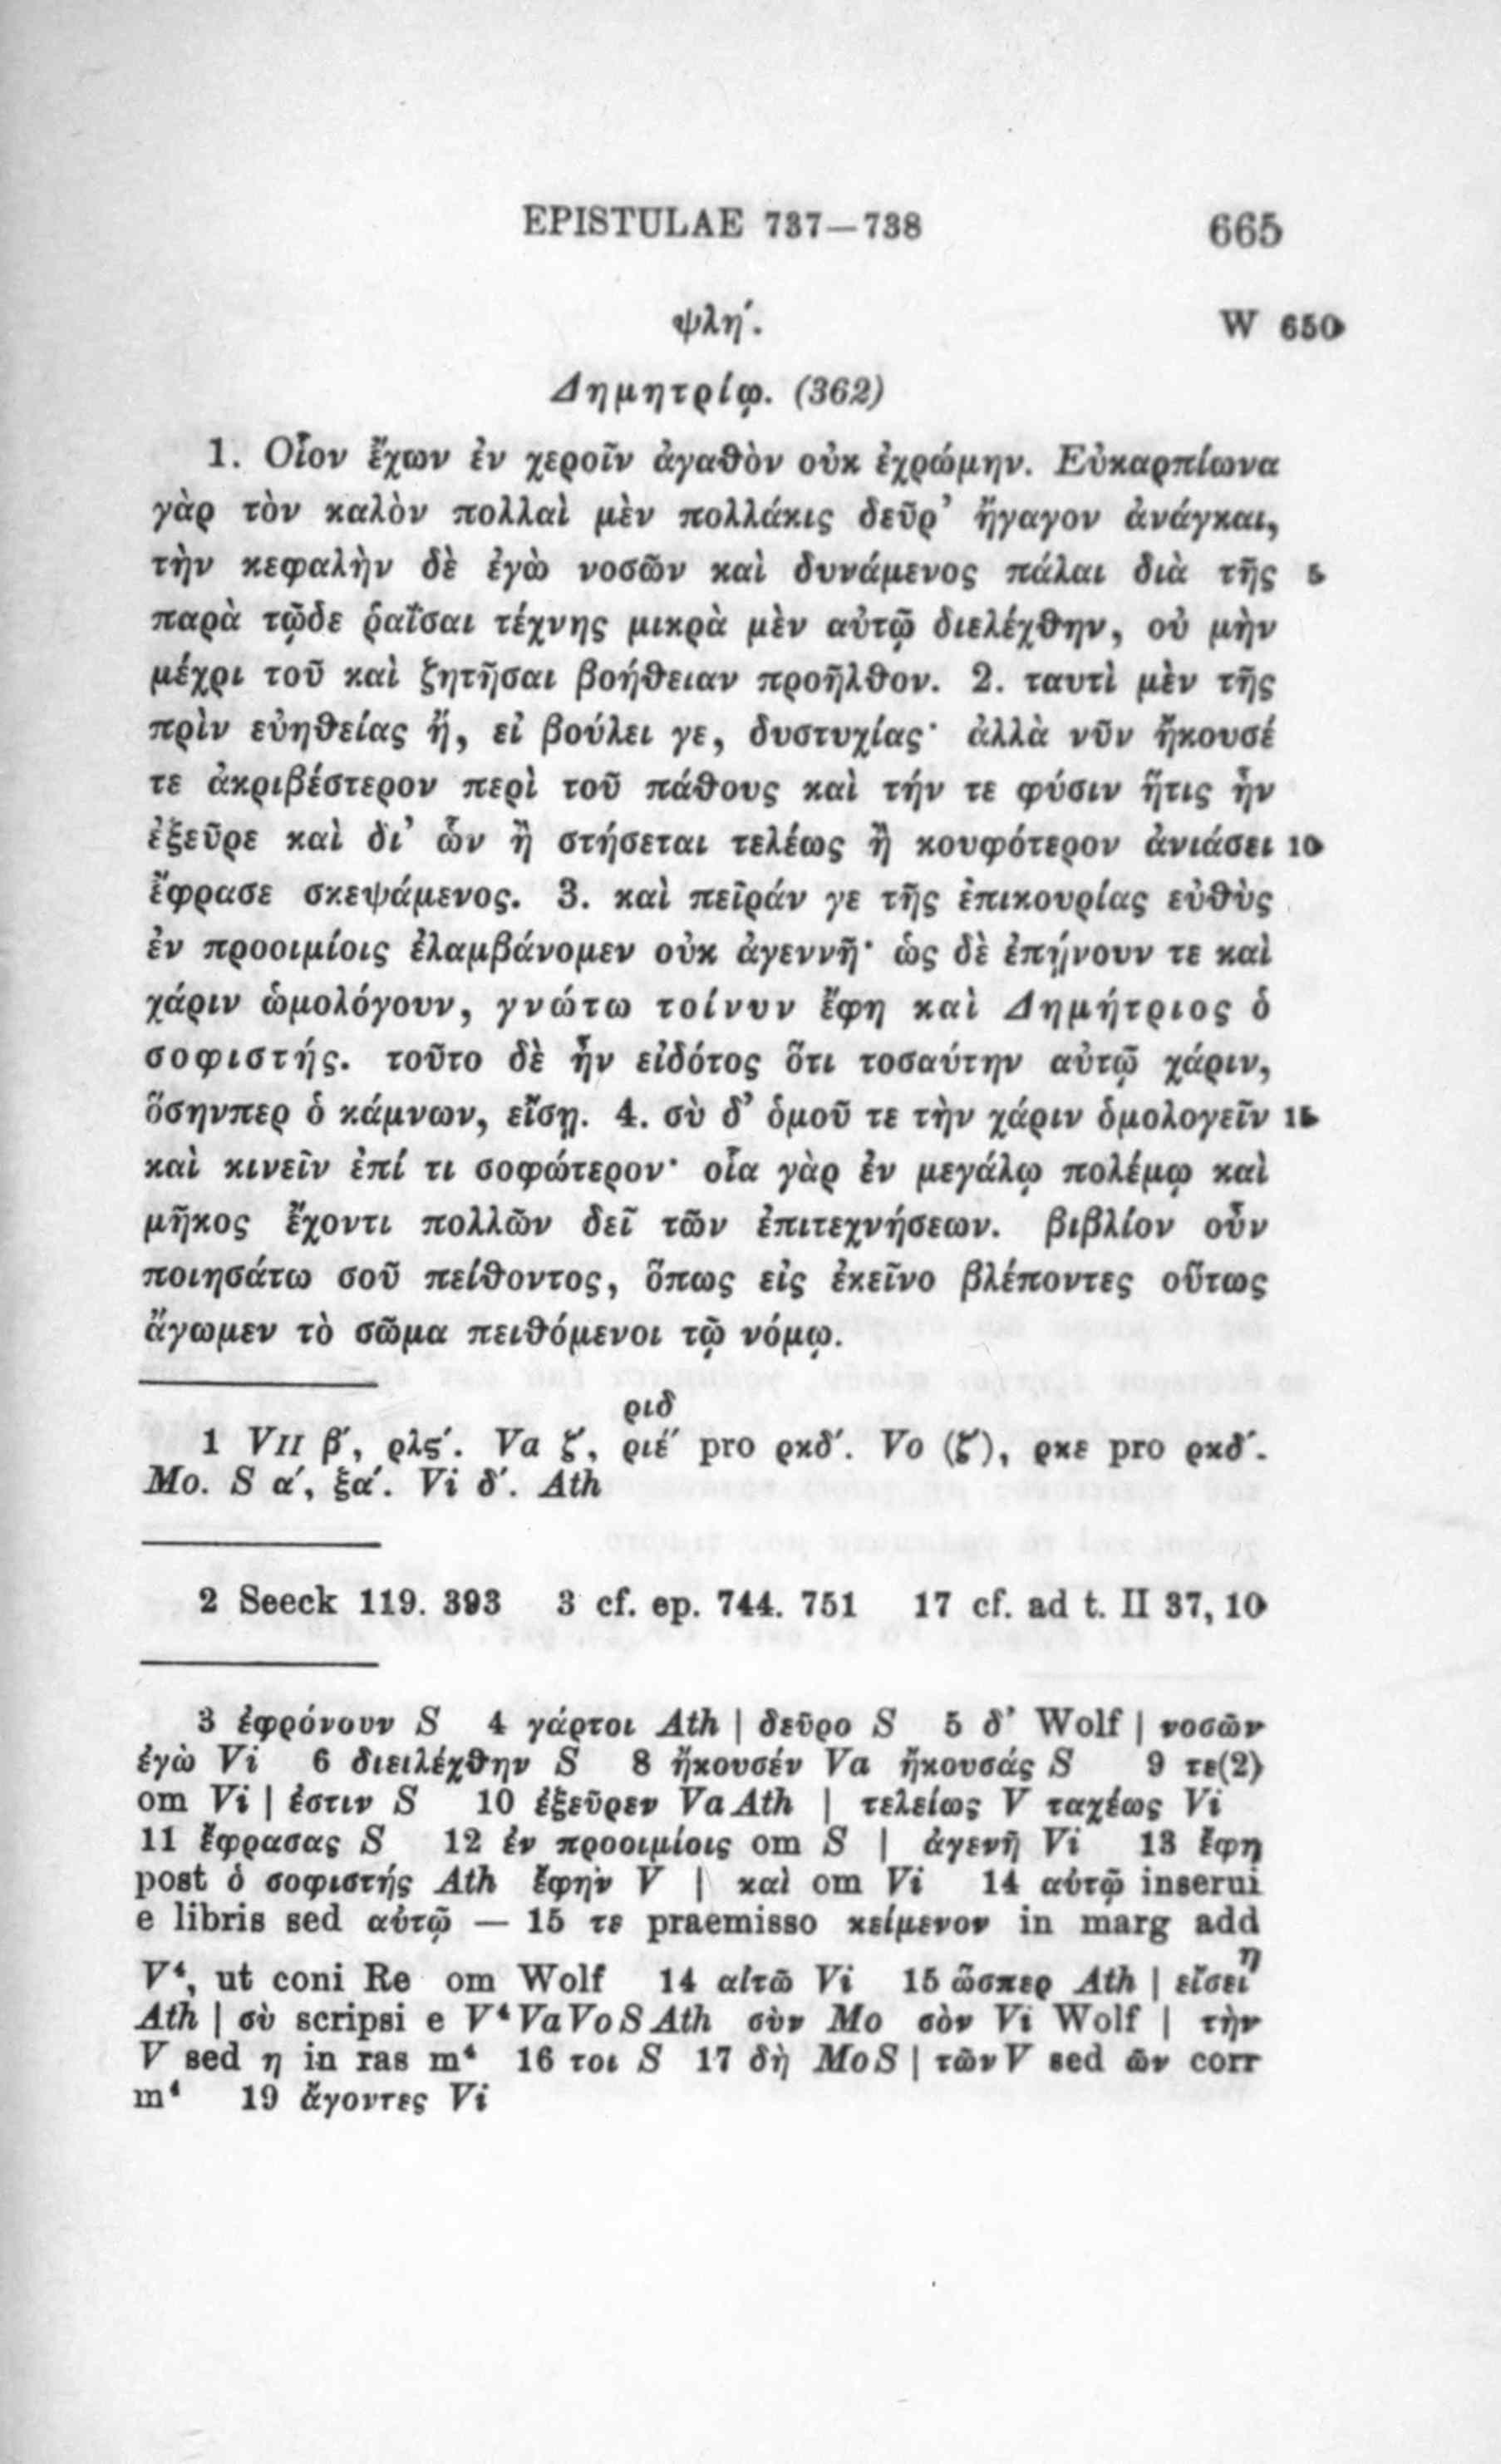 EPISTULAE 737—738 665
ψλη΄. W 650
Δημητρίῳ. (362)
1. Οἷον ἔχων ἐν χεροῖν ἀγαθὸν οὐκ ἐχρώμην. Εὐκαρπίωνα
γὰρ τὸν καλὸν πολλαὶ μὲν πολλάκις δεῦρ’ ἤγαγον ἀνάγκαι,
τὴν κεφαλὴν δὲ ἐγὼ νοσῶν καὶ δυνάμενος πάλαι διὰ τῆς 5
παρὰ τῷδε ῥαΐσαι τέχνης μικρὰ μὲν αὐτῷ διελέχθην, οὐ μὴν
μέχρι τοῦ καὶ ζητῆσαι βοήθειαν προῆλθον. 2. ταυτὶ μὲν τῆς
πρὶν εὐηθείας ἤ, εἰ βούλει γε, δυστυχίας· ἀλλὰ νῦν ἤκουσέ
τε ἀκριβέστερον περὶ τοῦ πάθους καὶ τήν τε φύσιν ἥτις ἦν
ἐξεῦρε καὶ δι’ ὧν ἢ στήσεται τελέως ἢ κουφότερον ἀνιάσει 10
ἔφρασε σκεψάμενος. 3. καὶ πεῖράν γε τῆς ἐπικουρίας εὐθὺς
ἐν προοιμίοις ἐλαμβάνομεν οὐκ ἀγεννῆ· ὡς δὲ ἐπῄνουν τε καὶ
χάριν ὡμολόγουν, γνώτω τοίνυν ἔφη καὶ Δημήτριος ὁ
σοφιστής. τοῦτο δὲ ἦν εἰδότος ὅτι τοσαύτην αὐτῷ χάριν,
ὅσηνπερ ὁ κάμνων, εἴσῃ. 4. σὺ δ’ ὁμοῦ τε τὴν χάριν ὁμολογεῖν 15
καὶ κινεῖν ἐπί τι σοφώτερον· οἷα γὰρ ἐν μεγάλῳ πολέμῳ καὶ
μῆκος ἔχοντι πολλῶν δεῖ τῶν ἐπιτεχνήσεων. βιβλίον οὖν
ποιησάτω σοῦ πείθοντος, ὅπως εἰς ἐκεῖνο βλέποντες οὕτως
ἄγωμεν τὸ σῶμα πειθόμενοι τῷ νόμῳ.
ριδ
1 VII β΄, ρλϛ΄. Va ζ΄, ριέ΄ pro ρκδ΄. Vo (ζ΄), ρκε pro ρκδ΄.
Mo. S α΄, ξα΄. Vi δ΄. Ath
2 Seeck 119. 393 3 cf. ep. 744. 751 17 cf. ad t. II 37, 10
3 ἐφρόνουν S 4 γάρτοι Ath | δεῦρο S 5 δ’ Wolf | νοσῶν
ἐγὼ Vi 6 διειλέχθην S 8 ἤκουσέν Va ἤκουσάς S 9 τε(2)
om Vi | ἐστιν S 10 ἐξεῦρεν Va Ath | τελείως V ταχέως Vi
11 ἔφρασας S 12 ἐν προοιμίοις om S | ἀγενῆ Vi 13 ἔφη
post ὁ σοφιστής Ath ἔφην V | καὶ om Vi 14 αὐτῷ inserui
e libris sed αὐτῷ — 15 τε praemisso κείμενον in marg add
η
V⁴, ut coni Re om Wolf 14 αἰτῶ Vi 15 ὥσπερ Ath | εἴσει
Ath | σὺ scripsi e V⁴ Va Vo S Ath σὺν Mo σὸν Vi Wolf | τὴν
V sed η in ras m⁴ 16 τοι S 17 δὴ Mo S | τῶν V sed ῶν corr
m⁴ 19 ἄγοντες Vi